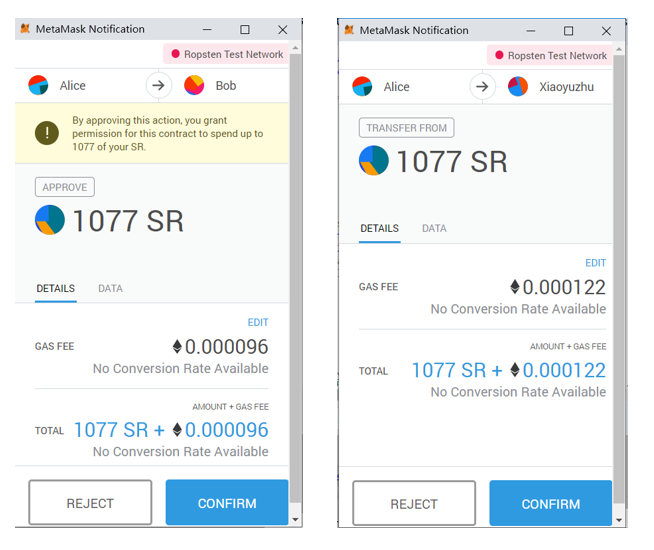 MetaMask Notification
Ropsten Test Network
Alice
Bob
By approving this action, you grant
permission for this contract to spend up to
1077 of your SR.
APPROVE
1077 SR
DETAILS DATA
EDIT
GAS FEE 0.000096
No Conversion Rate Available
AMOUNT + GAS FEE
TOTAL 1077 SR + 0.000096
No Conversion Rate Available
REJECT CONFIRM
MetaMask Notification
Ropsten Test Network
Alice
Xiaoyuzhu
TRANSFER FROM
1077 SR
DETAILS DATA
EDIT
GAS FEE 0.000122
No Conversion Rate Available
AMOUNT + GAS FEE
TOTAL 1077 SR + 0.000122
No Conversion Rate Available
REJECT CONFIRM